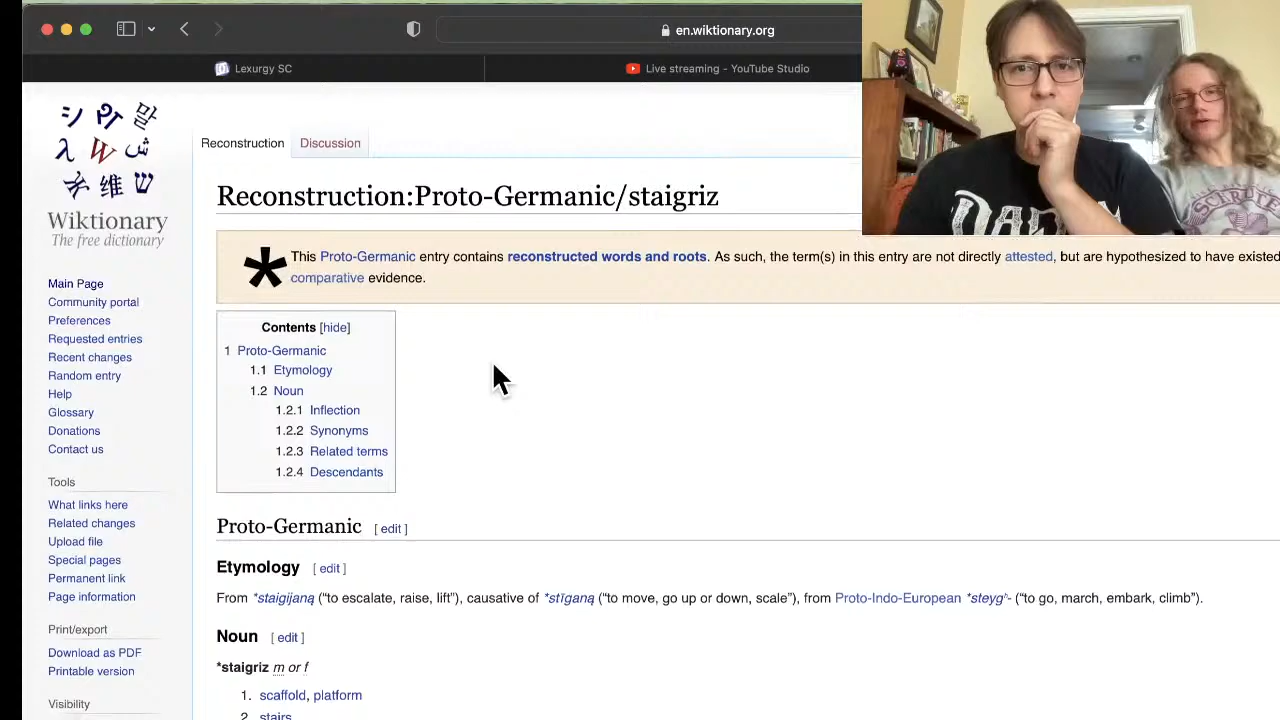 en.wiktionary.org
Lexurgy SC
Live streaming - YouTube Studio
Wiktionary
The free dictionary
Main Page
Community portal
Preferences
Requested entries
Recent changes
Random entry
Help
Glossary
Donations
Contact us
Tools
What links here
Related changes
Upload file
Special pages
Permanent link
Page information
Print/export
Download as PDF
Printable version
Visibility
Reconstruction
Discussion
Reconstruction:Proto-Germanic/staigriz
This Proto-Germanic entry contains reconstructed words and roots. As such, the term(s) in this entry are not directly attested, but are hypothesized to have existed
comparative evidence.
Contents [hide]
1 Proto-Germanic
1.1 Etymology
1.2 Noun
1.2.1 Inflection
1.2.2 Synonyms
1.2.3 Related terms
1.2.4 Descendants
Proto-Germanic [ edit ]
Etymology [ edit ]
From *staigijaną (“to escalate, raise, lift”), causative of *stīganą (“to move, go up or down, scale”), from Proto-Indo-European *steygʰ- (“to go, march, embark, climb”).
Noun [ edit ]
*staigriz m or f
1. scaffold, platform
2. stairs